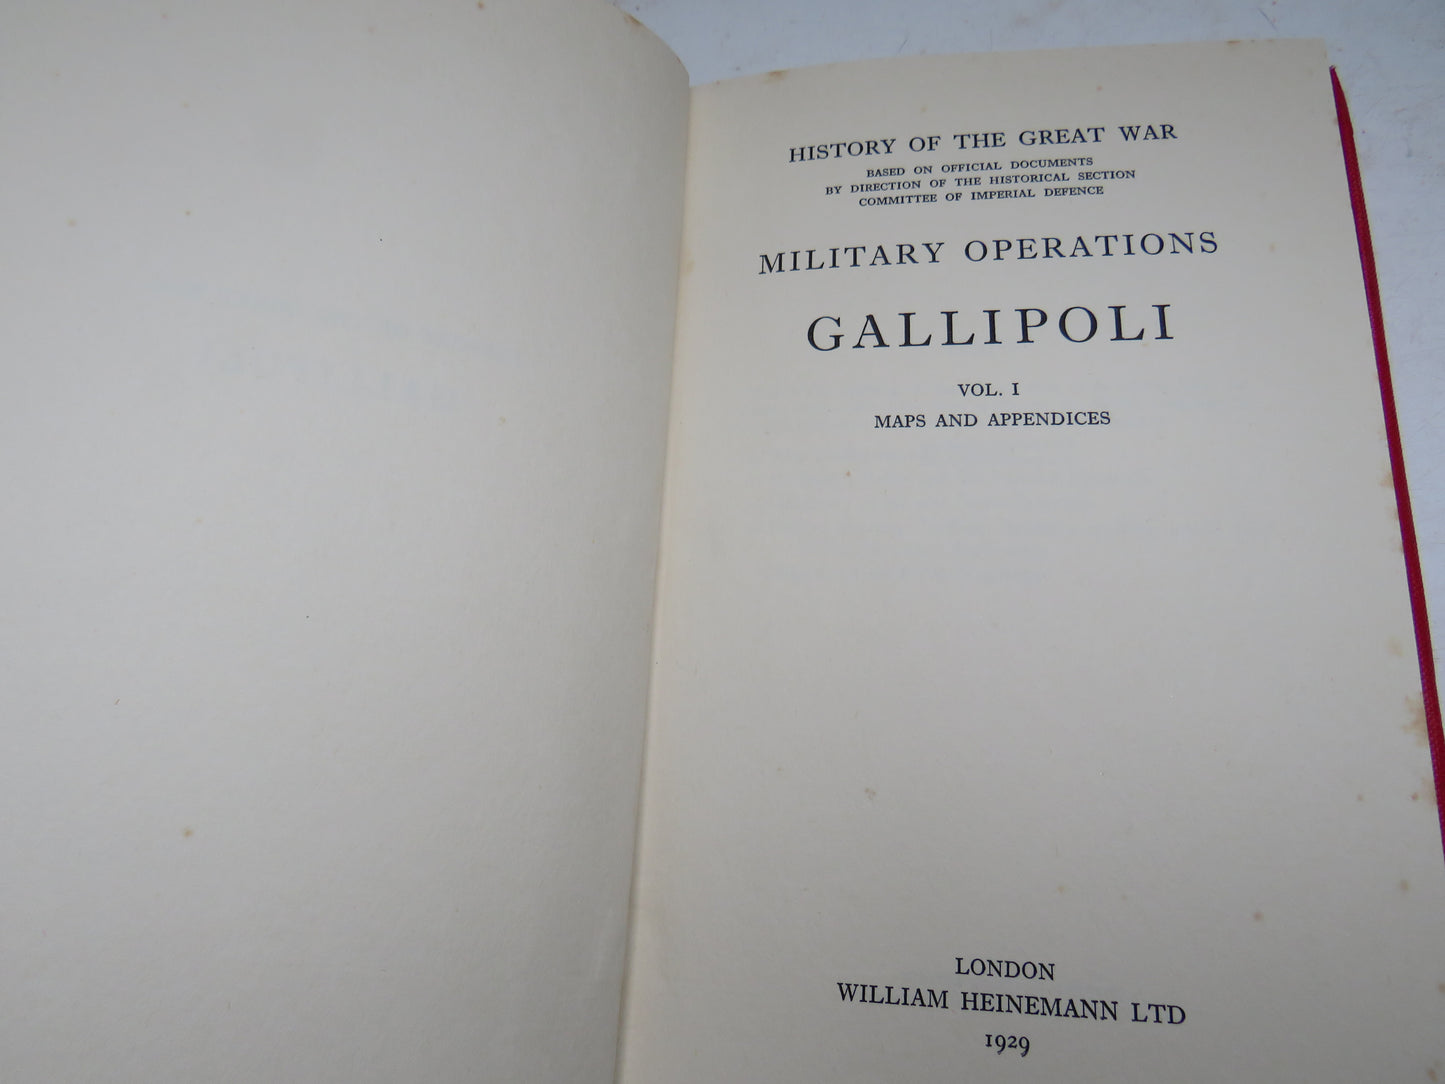 HISTORY OF THE GREAT WAR
BASED ON OFFICIAL DOCUMENTS
BY DIRECTION OF THE HISTORICAL SECTION
COMMITTEE OF IMPERIAL DEFENCE
MILITARY OPERATIONS
GALLIPOLI
VOL. I
MAPS AND APPENDICES
LONDON
WILLIAM HEINEMANN LTD
1929